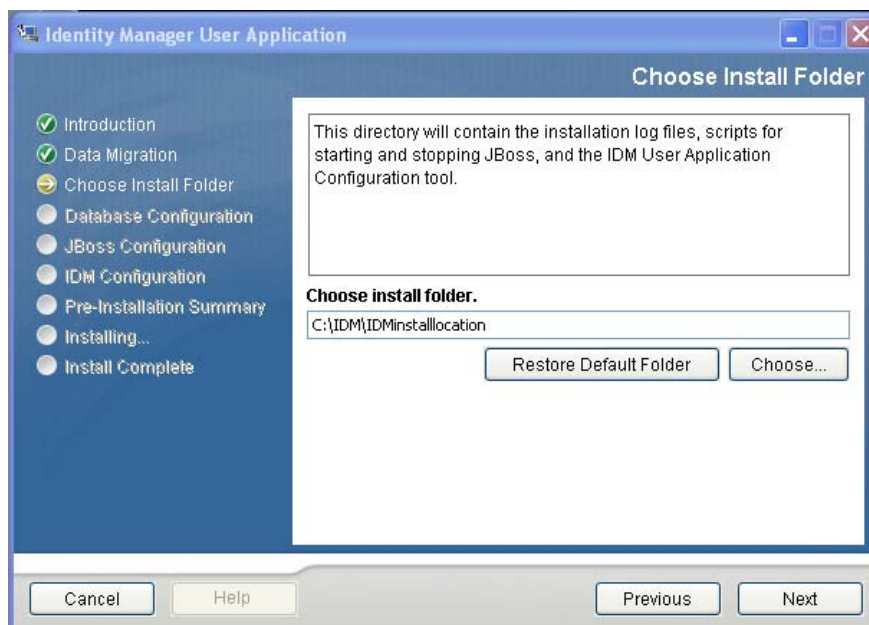 Identity Manager User Application
Choose Install Folder
Introduction
Data Migration
Choose Install Folder
Database Configuration
JBoss Configuration
IDM Configuration
Pre-Installation Summary
Installing...
Install Complete
This directory will contain the installation log files, scripts for
starting and stopping JBoss, and the IDM User Application
Configuration tool.
Choose install folder.
C:\IDM\IDMinstalllocation
Restore Default Folder
Choose...
Cancel
Help
Previous
Next